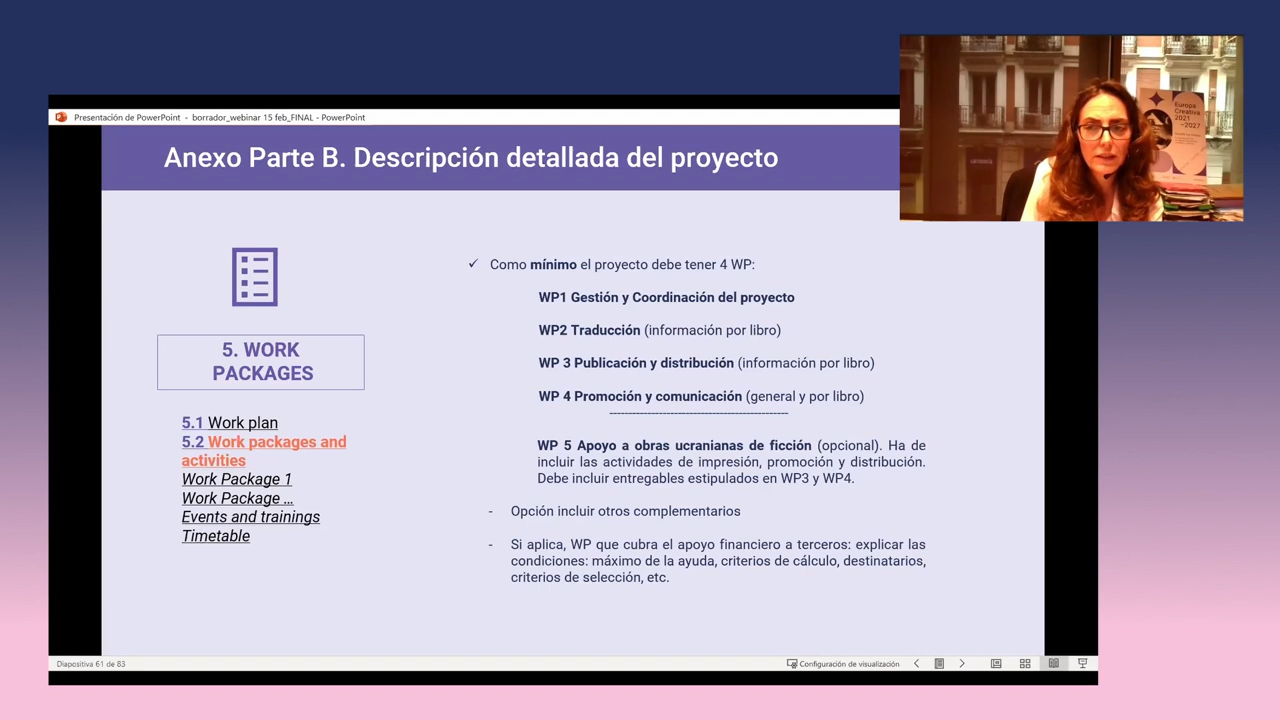 Presentación de PowerPoint - borrador_webinar 15 feb_FINAL - PowerPoint
Anexo Parte B. Descripción detallada del proyecto
Europa
Creativa
2021
–2027
5. WORK
PACKAGES
5.1 Work plan
5.2 Work packages and
activities
Work Package 1
Work Package …
Events and trainings
Timetable
✓ Como mínimo el proyecto debe tener 4 WP:
WP1 Gestión y Coordinación del proyecto
WP2 Traducción (información por libro)
WP 3 Publicación y distribución (información por libro)
WP 4 Promoción y comunicación (general y por libro)
------------------------------------------------
WP 5 Apoyo a obras ucranianas de ficción (opcional). Ha de
incluir las actividades de impresión, promoción y distribución.
Debe incluir entregables estipulados en WP3 y WP4.
- Opción incluir otros complementarios
- Si aplica, WP que cubra el apoyo financiero a terceros: explicar las
condiciones: máximo de la ayuda, criterios de cálculo, destinatarios,
criterios de selección, etc.
Diapositiva 61 de 83
Configuración de visualización